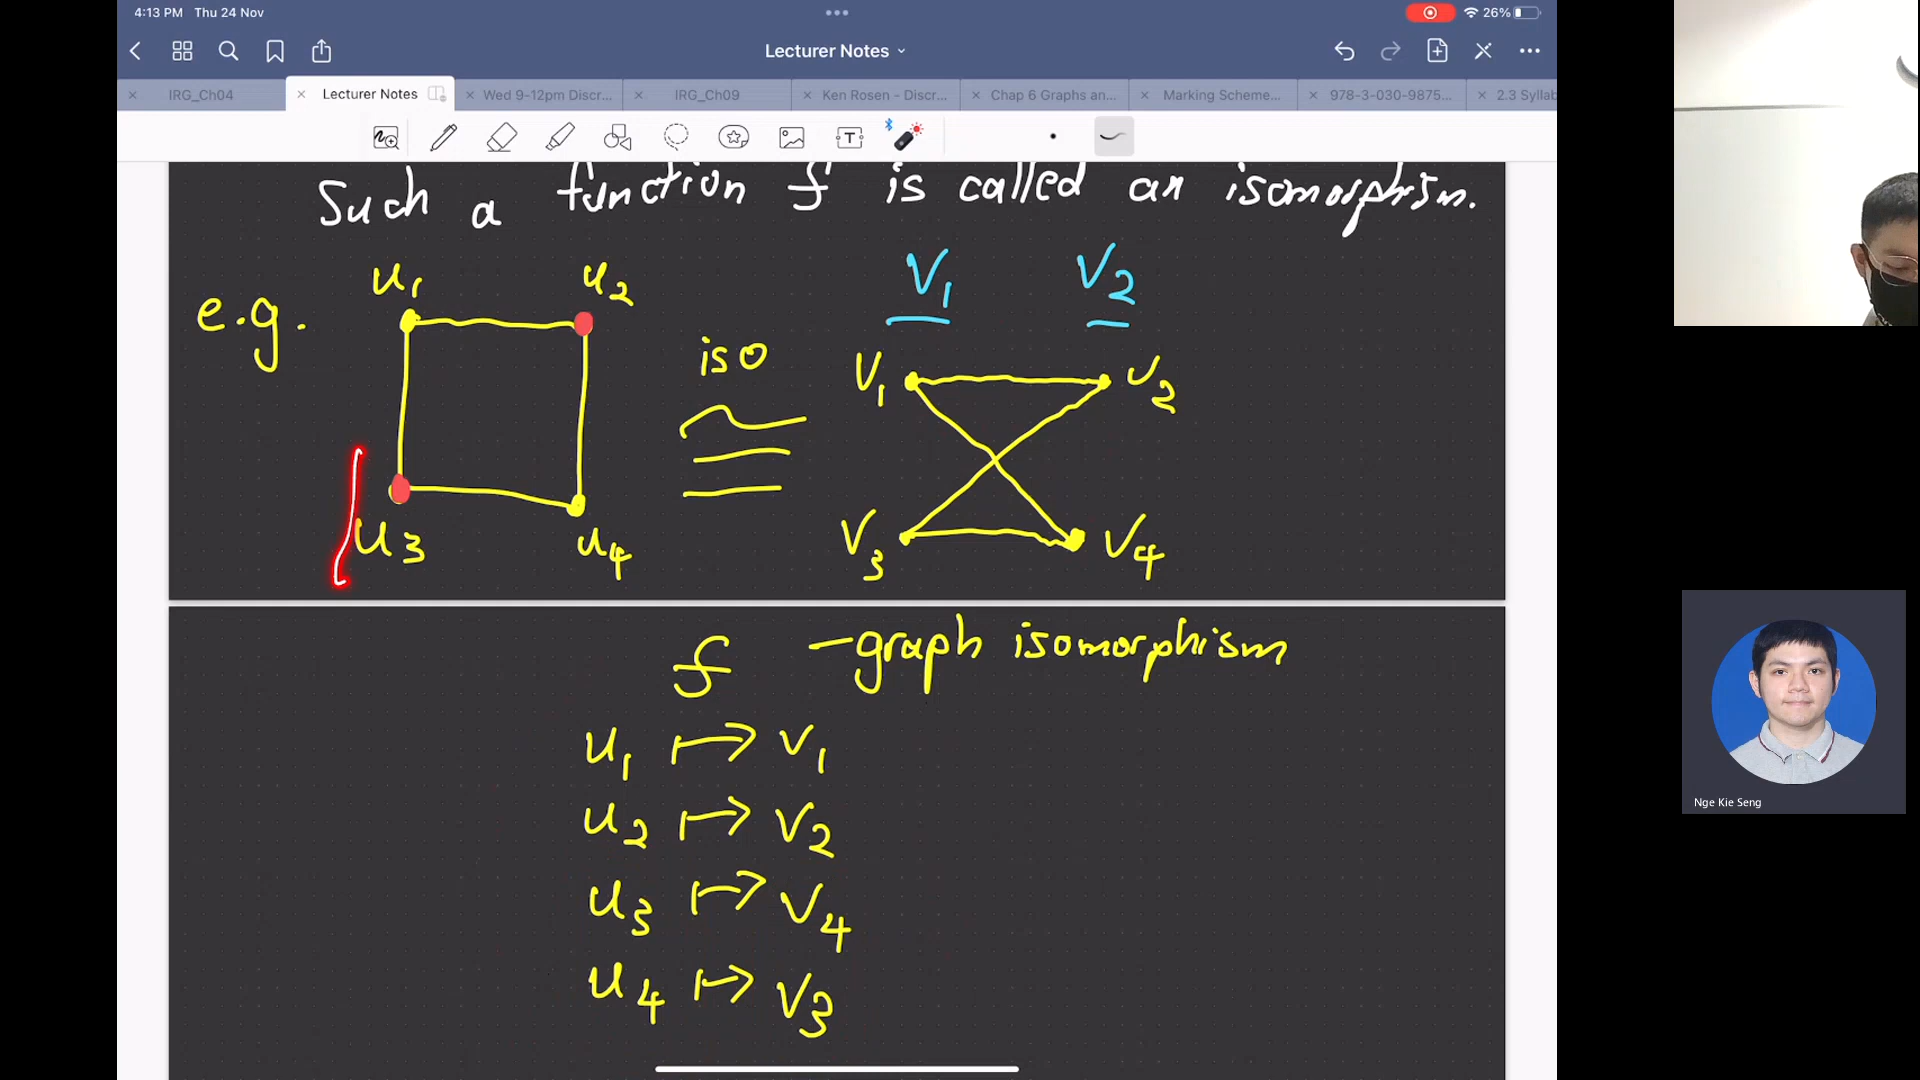 4:13 PM Thu 24 Nov
26%
Lecturer Notes
IRG_Ch04
Lecturer Notes
Wed 9-12pm Discr...
IRG_Ch09
Ken Rosen - Discr...
Chap 6 Graphs an...
Marking Scheme...
978-3-030-9875...
2.3 Syllab
T
Such a function f is called an isomorphism.
V1 V2
e.g.
u1 u2
iso
≅
V1 V2
u3 u4
V3 V4
f - graph isomorphism
u1 ↦ V1
u2 ↦ V2
u3 ↦ V4
u4 ↦ V3
Nge Kie Seng